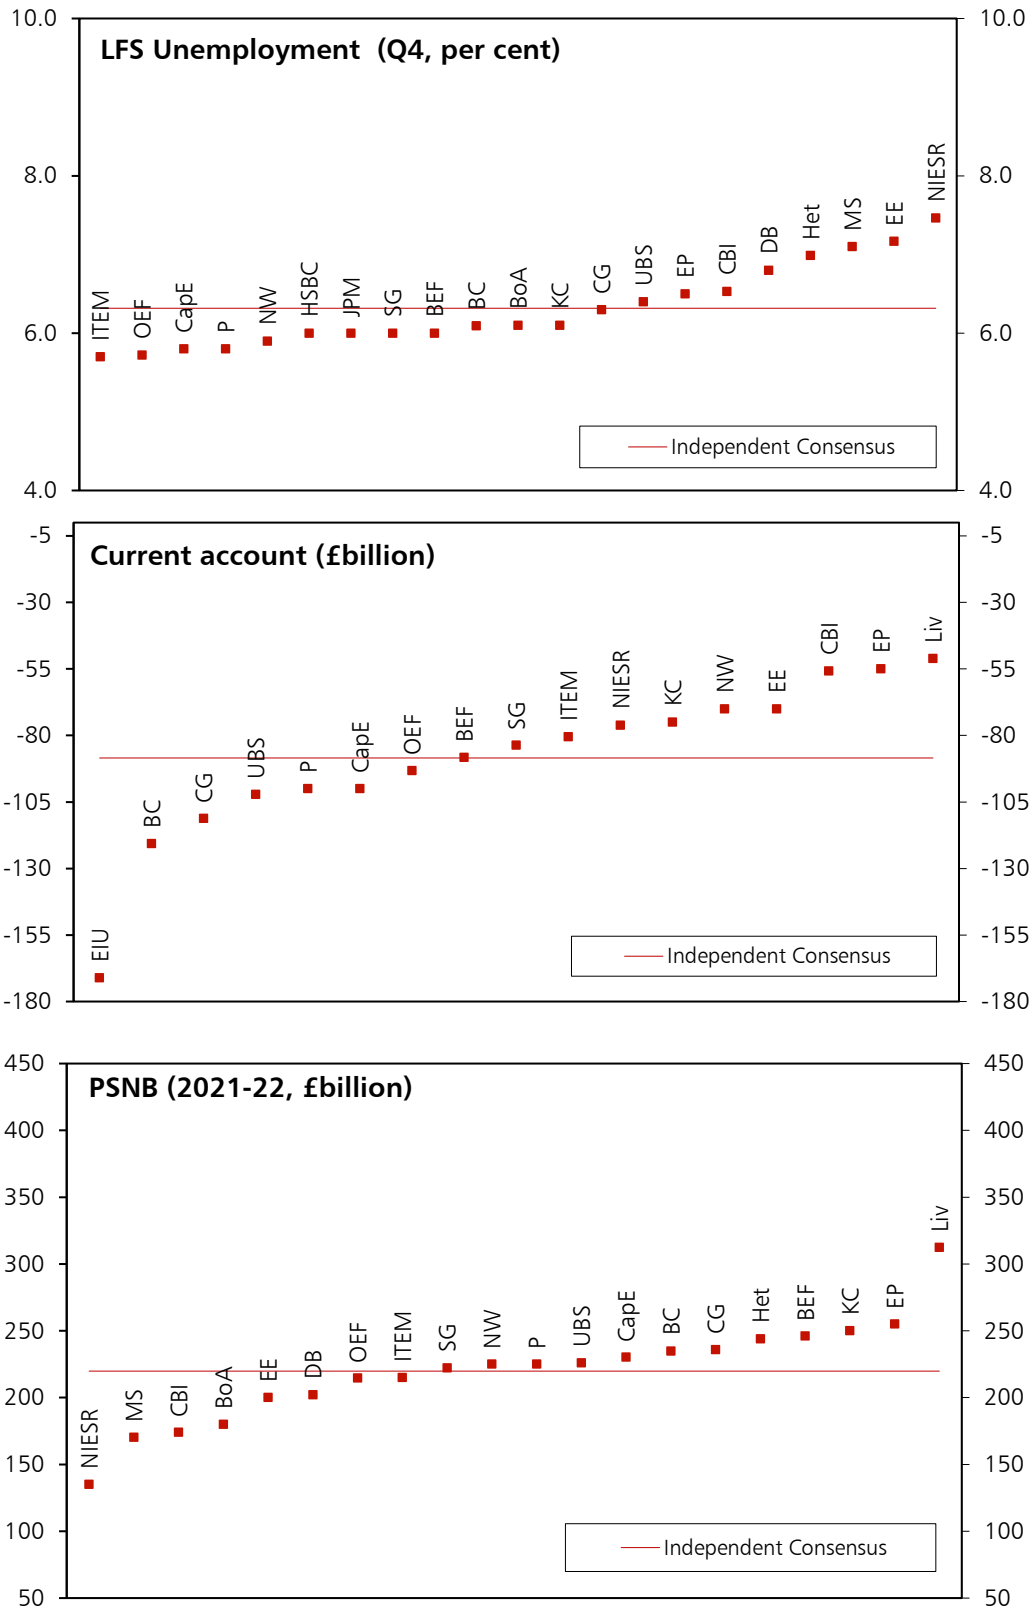 LFS Unemployment (Q4, per cent)
10.0
8.0
6.0
4.0
10.0
8.0
6.0
4.0
ITEM
OEF
CapE
P
NW
HSBC
JPM
SG
BEF
BC
BoA
KC
CG
UBS
EP
CBI
DB
Het
MS
EE
NIESR
Independent Consensus
Current account (£billion)
-5
-30
-55
-80
-105
-130
-155
-180
-5
-30
-55
-80
-105
-130
-155
-180
EIU
BC
CG
UBS
P
CapE
OEF
BEF
SG
ITEM
NIESR
KC
NW
EE
CBI
EP
Liv
Independent Consensus
PSNB (2021-22, £billion)
450
400
350
300
250
200
150
100
50
450
400
350
300
250
200
150
100
50
NIESR
MS
CBI
BoA
EE
DB
OEF
ITEM
SG
NW
P
UBS
CapE
BC
CG
Het
BEF
KC
EP
Liv
Independent Consensus